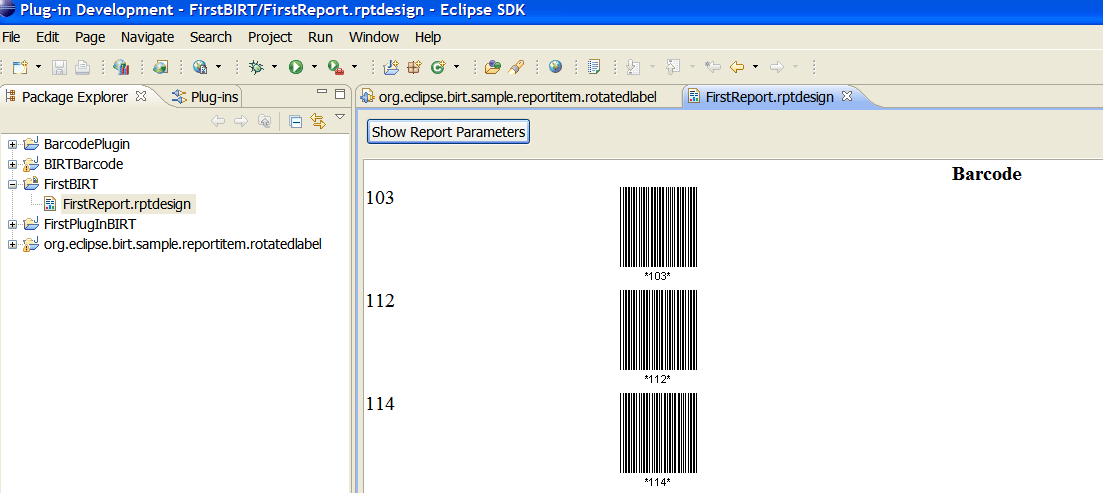 Plug-in Development - FirstBIRT/FirstReport.rptdesign - Eclipse SDK
File Edit Page Navigate Search Project Run Window Help
Package Explorer Plug-ins
org.eclipse.birt.sample.reportitem.rotatedlabel FirstReport.rptdesign
Show Report Parameters
BarcodePlugin
BIRTBarcode
FirstBIRT
FirstReport.rptdesign
FirstPlugInBIRT
org.eclipse.birt.sample.reportitem.rotatedlabel
Barcode
103
*103*
112
*112*
114
*114*